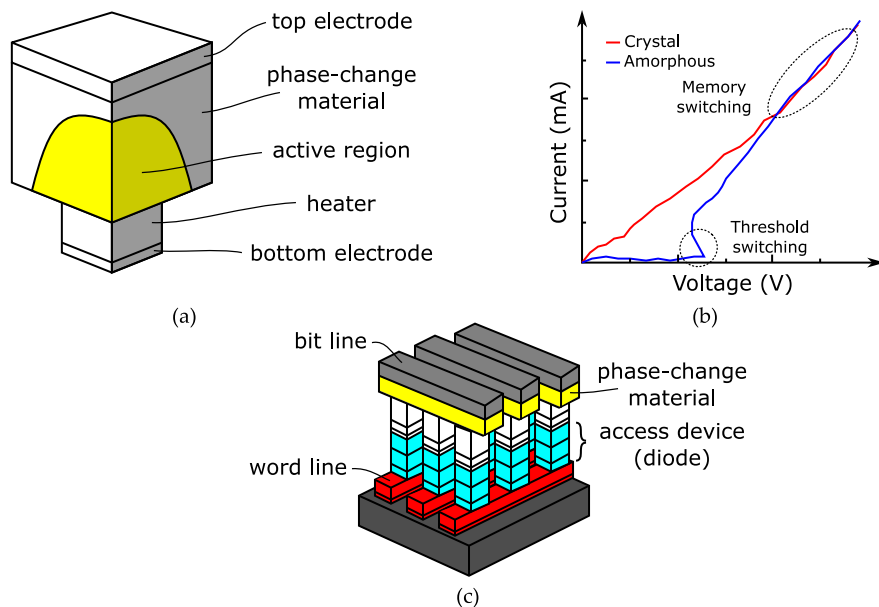 top electrode
phase-change
material
active region
heater
bottom electrode
(a)
Crystal
Amorphous
Memory
switching
Threshold
switching
Current (mA)
Voltage (V)
(b)
bit line
phase-change
material
access device
(diode)
word line
(c)